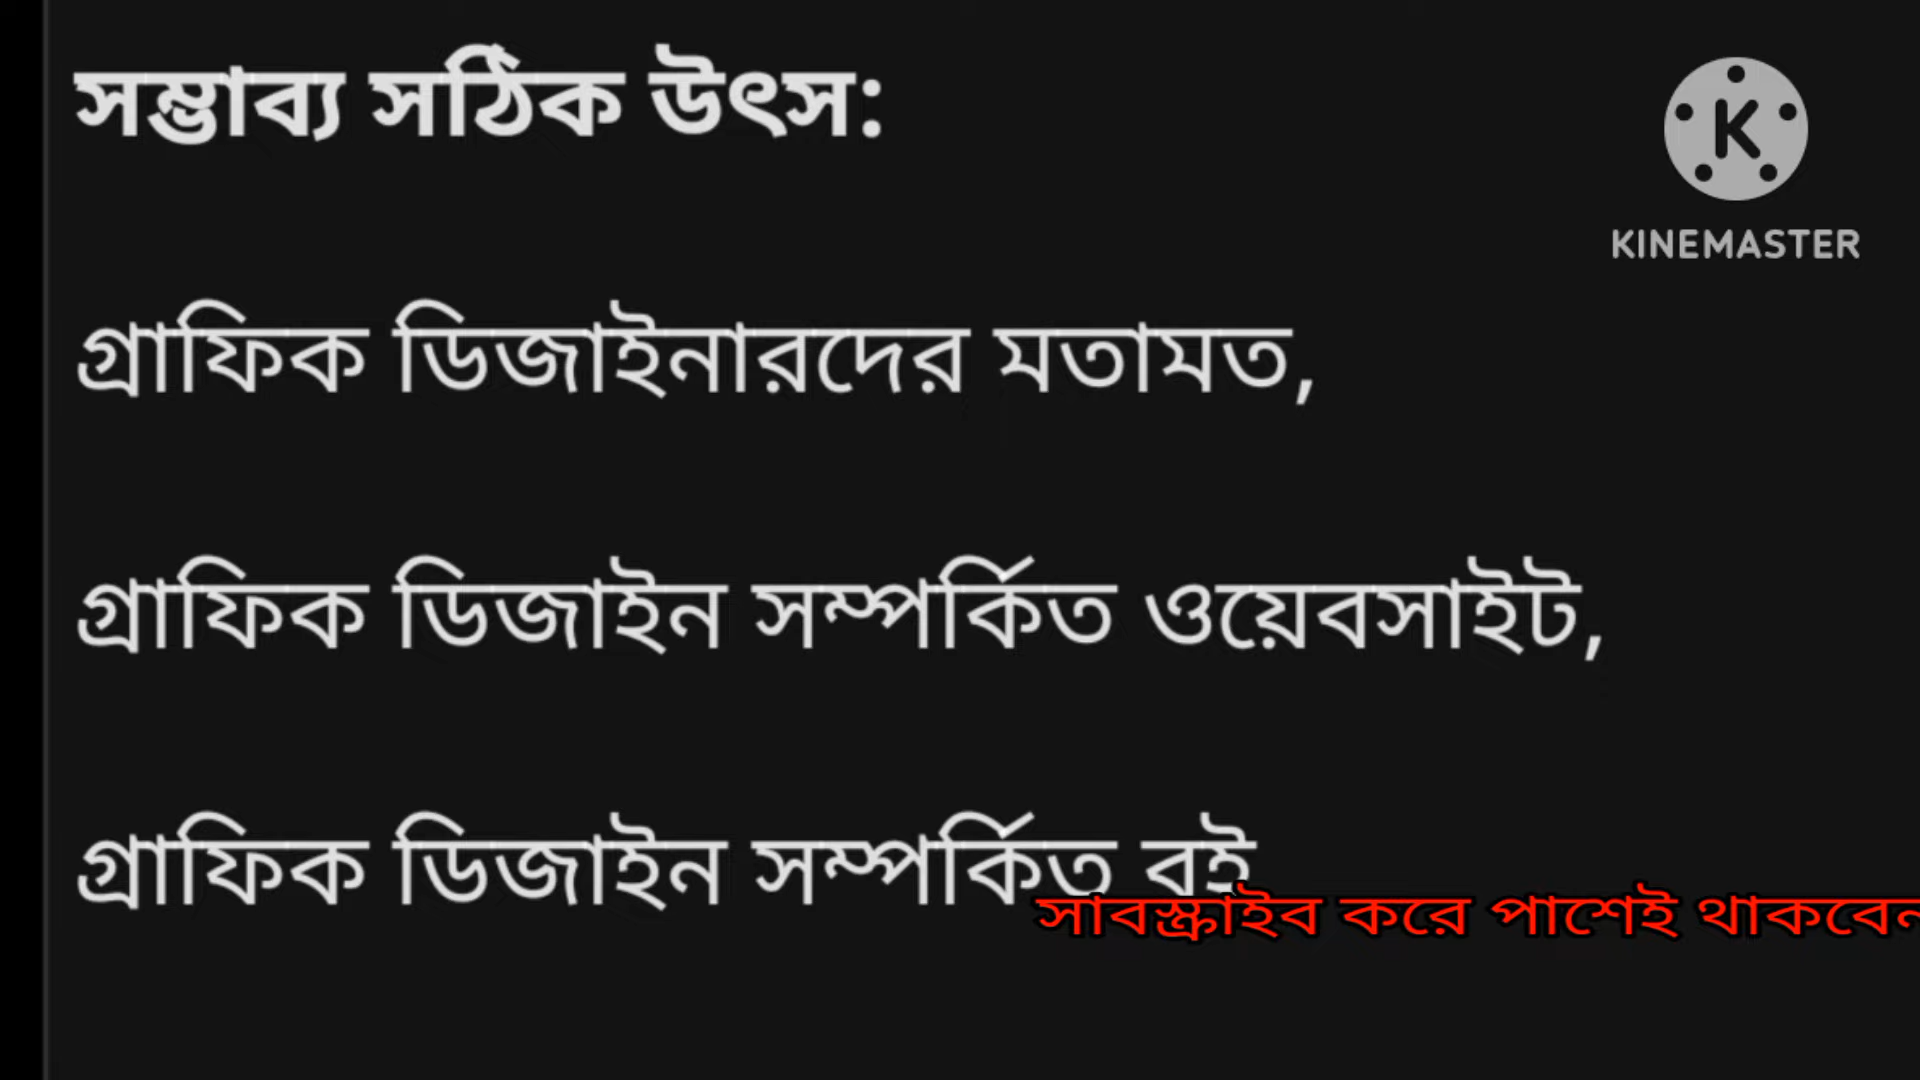 সম্ভাব্য সঠিক উৎস:
KINEMASTER
গ্রাফিক ডিজাইনারদের মতামত,
গ্রাফিক ডিজাইন সম্পর্কিত ওয়েবসাইট,
গ্রাফিক ডিজাইন সম্পর্কিত বই
সাবস্ক্রাইব করে পাশেই থাকবেন